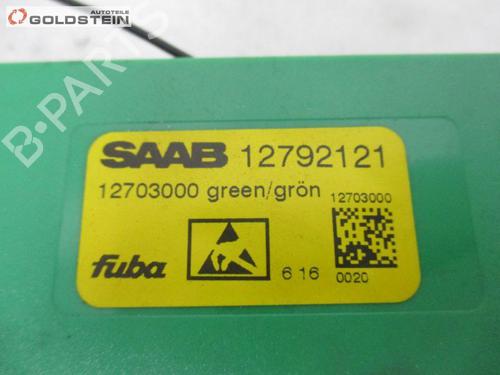 AUTOTEILE
GOLDSTEIN
B-PARTS
SAAB 12792121
12703000 green/grön
12703000
fuba
6 16
0020